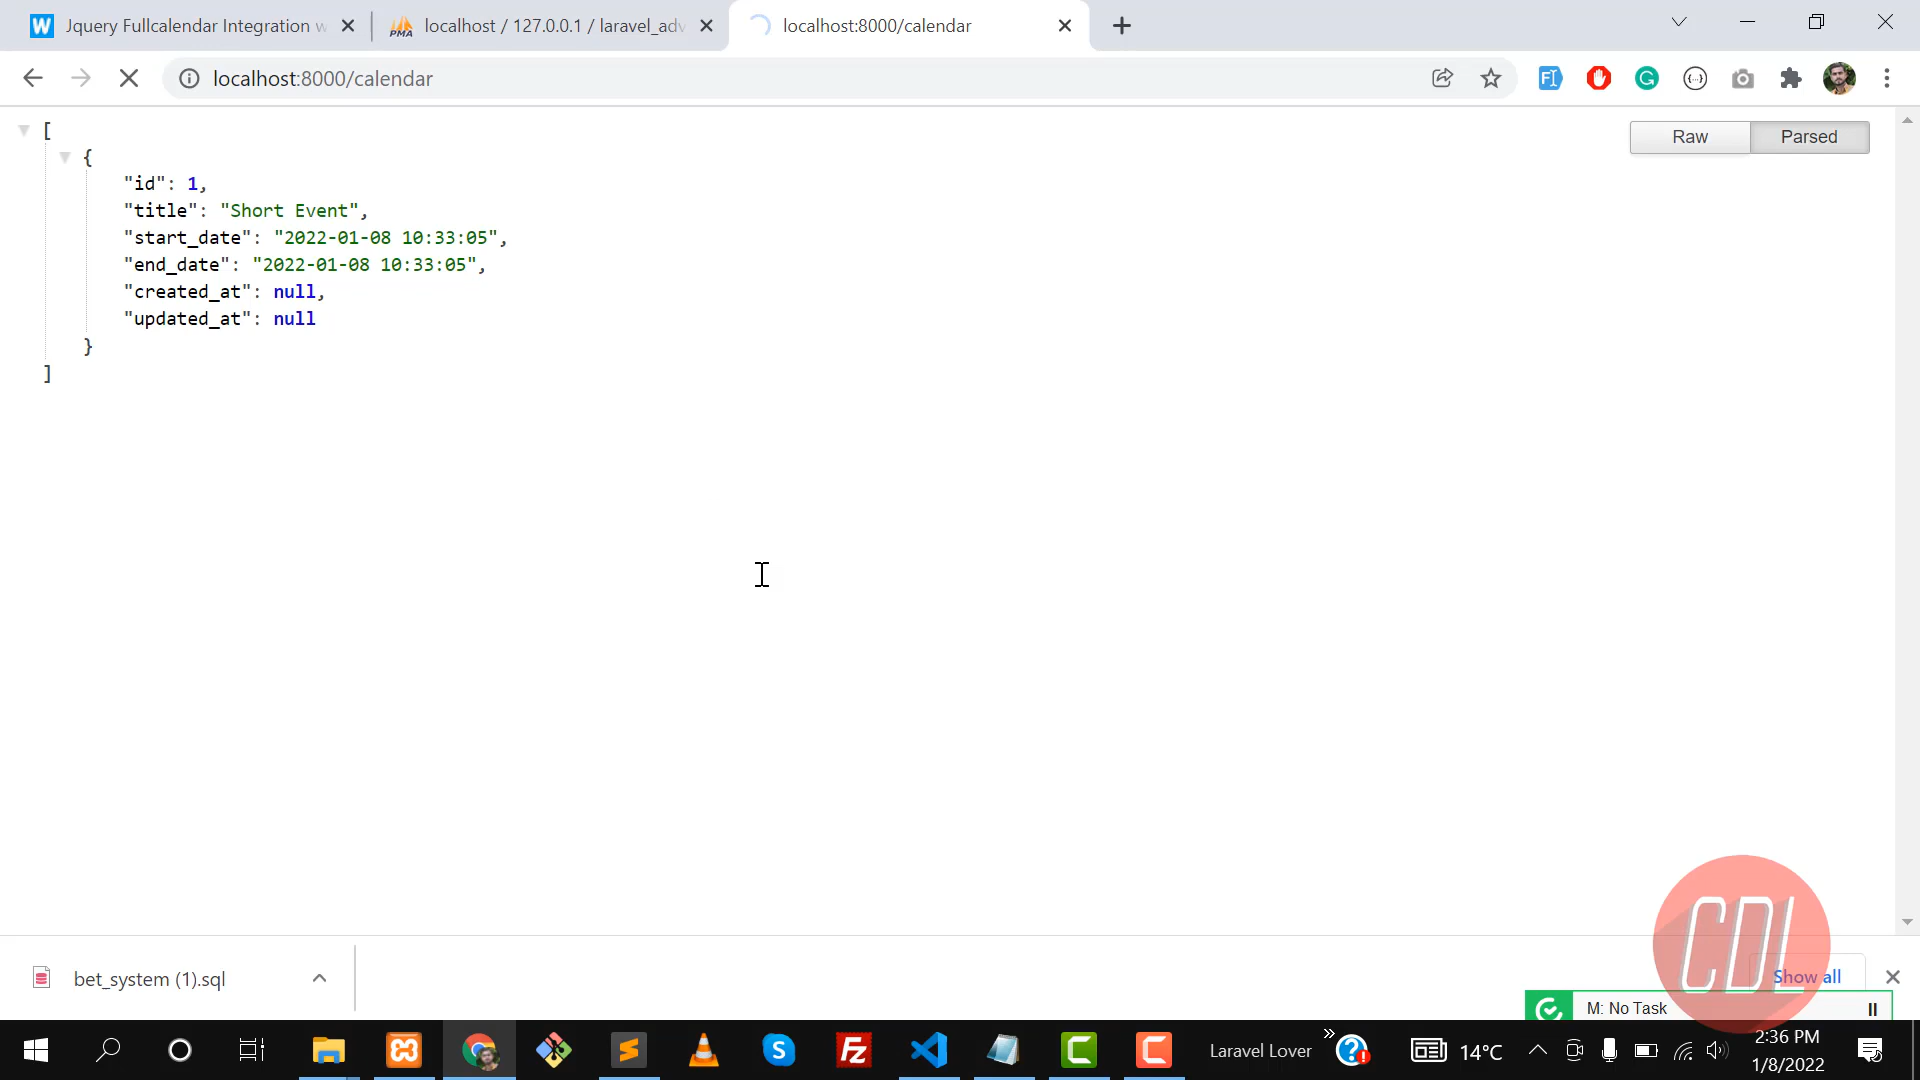 Jquery Fullcalendar Integration w
localhost / 127.0.0.1 / laravel_adv
localhost:8000/calendar
localhost:8000/calendar
Raw
Parsed
[
{
"id": 1,
"title": "Short Event",
"start_date": "2022-01-08 10:33:05",
"end_date": "2022-01-08 10:33:05",
"created_at": null,
"updated_at": null
}
]
CDL
bet_system (1).sql
Show all
M: No Task
Laravel Lover
14°C
2:36 PM
1/8/2022